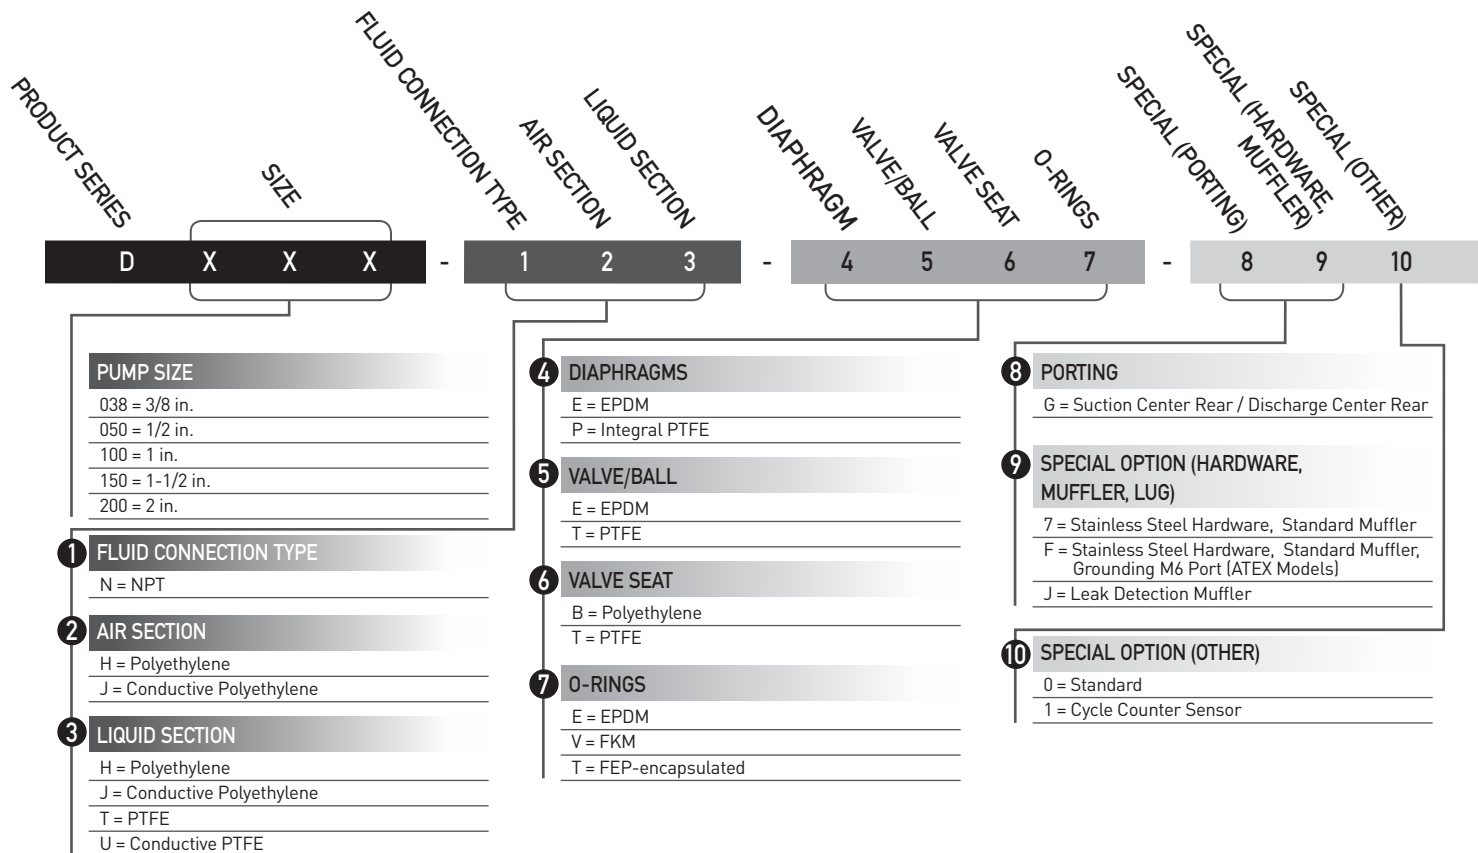 PRODUCT SERIES
SIZE
FLUID CONNECTION TYPE
AIR SECTION
LIQUID SECTION
DIAPHRAGM
VALVE/BALL
VALVE SEAT
O-RINGS
SPECIAL (PORTING)
SPECIAL (HARDWARE,
MUFFLER)
SPECIAL (OTHER)
D X X X - 1 2 3 - 4 5 6 7 - 8 9 10
PUMP SIZE
038 = 3/8 in.
050 = 1/2 in.
100 = 1 in.
150 = 1-1/2 in.
200 = 2 in.
1 FLUID CONNECTION TYPE
N = NPT
2 AIR SECTION
H = Polyethylene
J = Conductive Polyethylene
3 LIQUID SECTION
H = Polyethylene
J = Conductive Polyethylene
T = PTFE
U = Conductive PTFE
4 DIAPHRAGMS
E = EPDM
P = Integral PTFE
5 VALVE/BALL
E = EPDM
T = PTFE
6 VALVE SEAT
B = Polyethylene
T = PTFE
7 O-RINGS
E = EPDM
V = FKM
T = FEP-encapsulated
8 PORTING
G = Suction Center Rear / Discharge Center Rear
9 SPECIAL OPTION (HARDWARE,
MUFFLER, LUG)
7 = Stainless Steel Hardware, Standard Muffler
F = Stainless Steel Hardware, Standard Muffler,
Grounding M6 Port (ATEX Models)
J = Leak Detection Muffler
10 SPECIAL OPTION (OTHER)
0 = Standard
1 = Cycle Counter Sensor